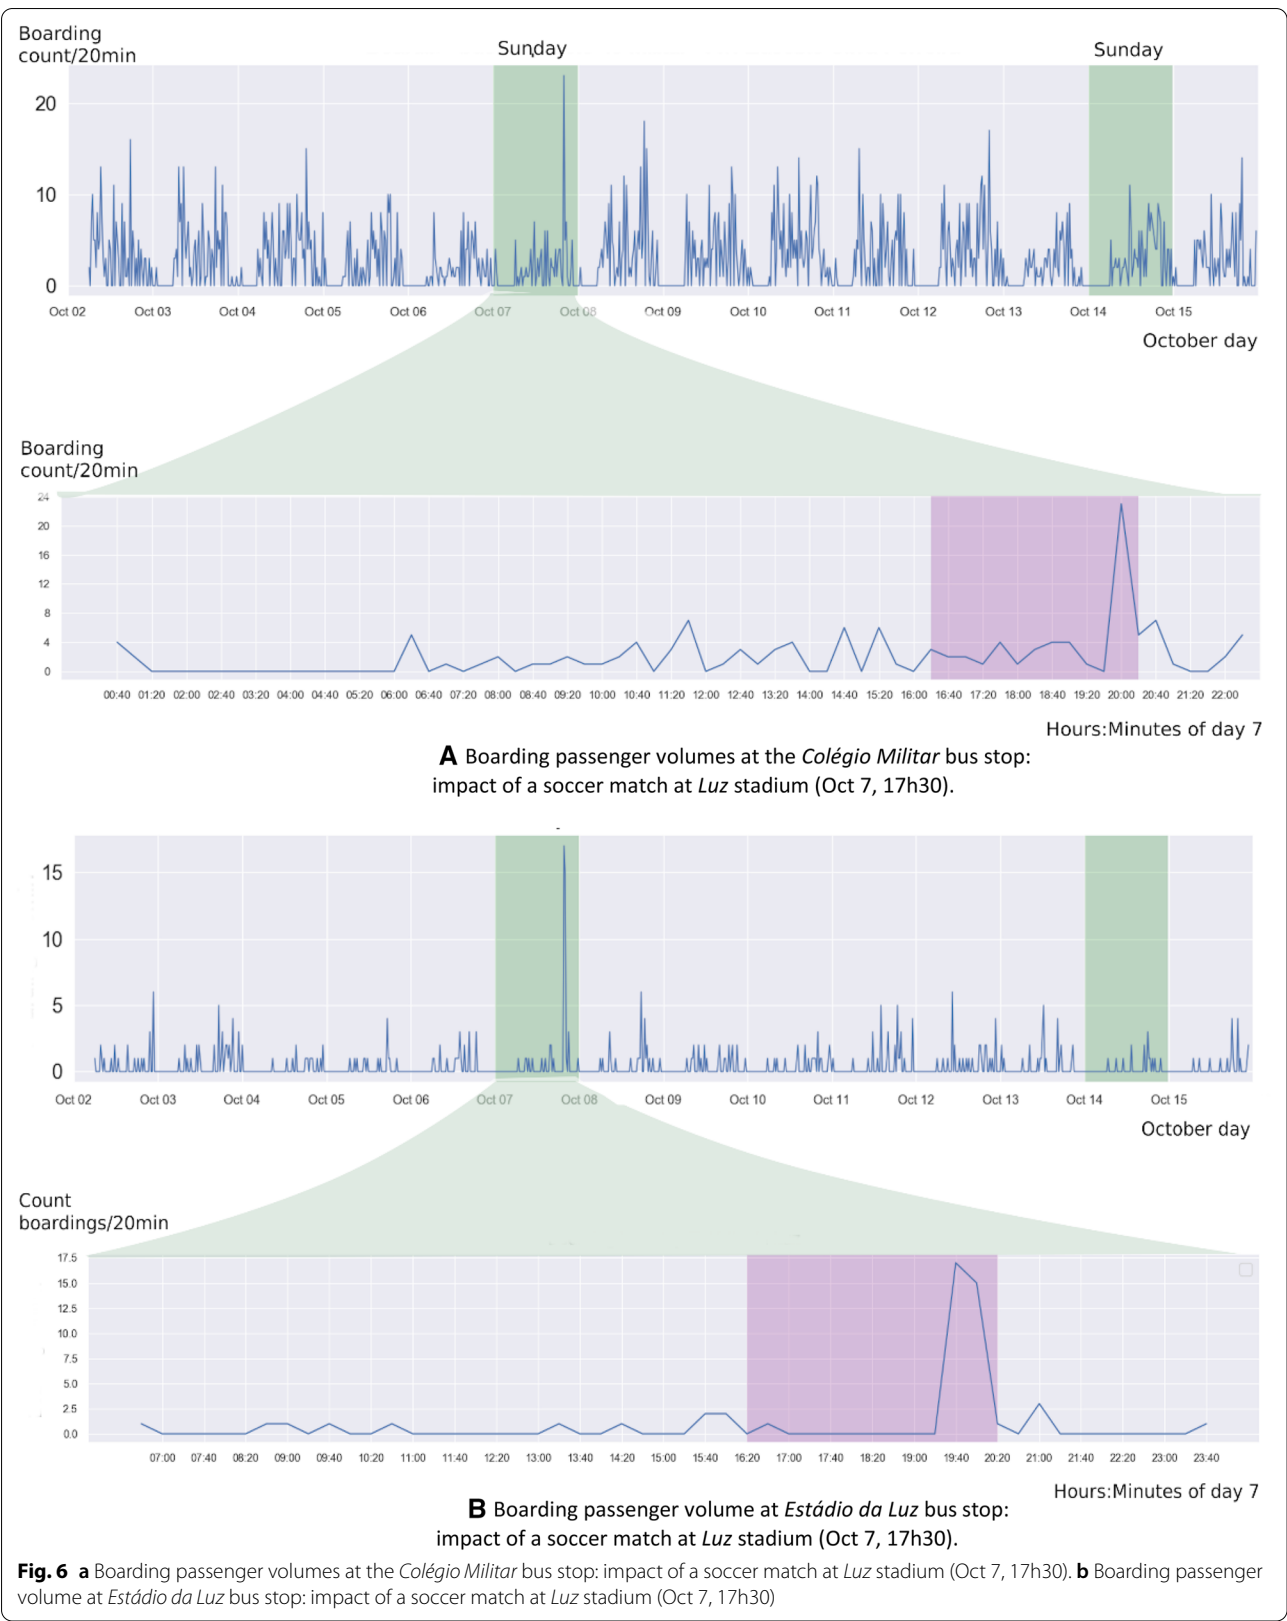 Boarding
count/20min
Sunday
Sunday
20
10
0
Oct 02 Oct 03 Oct 04 Oct 05 Oct 06 Oct 07 Oct 08 Oct 09 Oct 10 Oct 11 Oct 12 Oct 13 Oct 14 Oct 15
October day
Boarding
count/20min
24
20
16
12
8
4
0
00:40 01:20 02:00 02:40 03:20 04:00 04:40 05:20 06:00 06:40 07:20 08:00 08:40 09:20 10:00 10:40 11:20 12:00 12:40 13:20 14:00 14:40 15:20 16:00 16:40 17:20 18:00 18:40 19:20 20:00 20:40 21:20 22:00
Hours:Minutes of day 7
A Boarding passenger volumes at the Colégio Militar bus stop:
impact of a soccer match at Luz stadium (Oct 7, 17h30).
15
10
5
0
Oct 02 Oct 03 Oct 04 Oct 05 Oct 06 Oct 07 Oct 08 Oct 09 Oct 10 Oct 11 Oct 12 Oct 13 Oct 14 Oct 15
October day
Count
boardings/20min
17.5
15.0
12.5
10.0
7.5
5.0
2.5
0.0
07:00 07:40 08:20 09:00 09:40 10:20 11:00 11:40 12:20 13:00 13:40 14:20 15:00 15:40 16:20 17:00 17:40 18:20 19:00 19:40 20:20 21:00 21:40 22:20 23:00 23:40
Hours:Minutes of day 7
B Boarding passenger volume at Estádio da Luz bus stop:
impact of a soccer match at Luz stadium (Oct 7, 17h30).
Fig. 6 a Boarding passenger volumes at the Colégio Militar bus stop: impact of a soccer match at Luz stadium (Oct 7, 17h30). b Boarding passenger
volume at Estádio da Luz bus stop: impact of a soccer match at Luz stadium (Oct 7, 17h30)